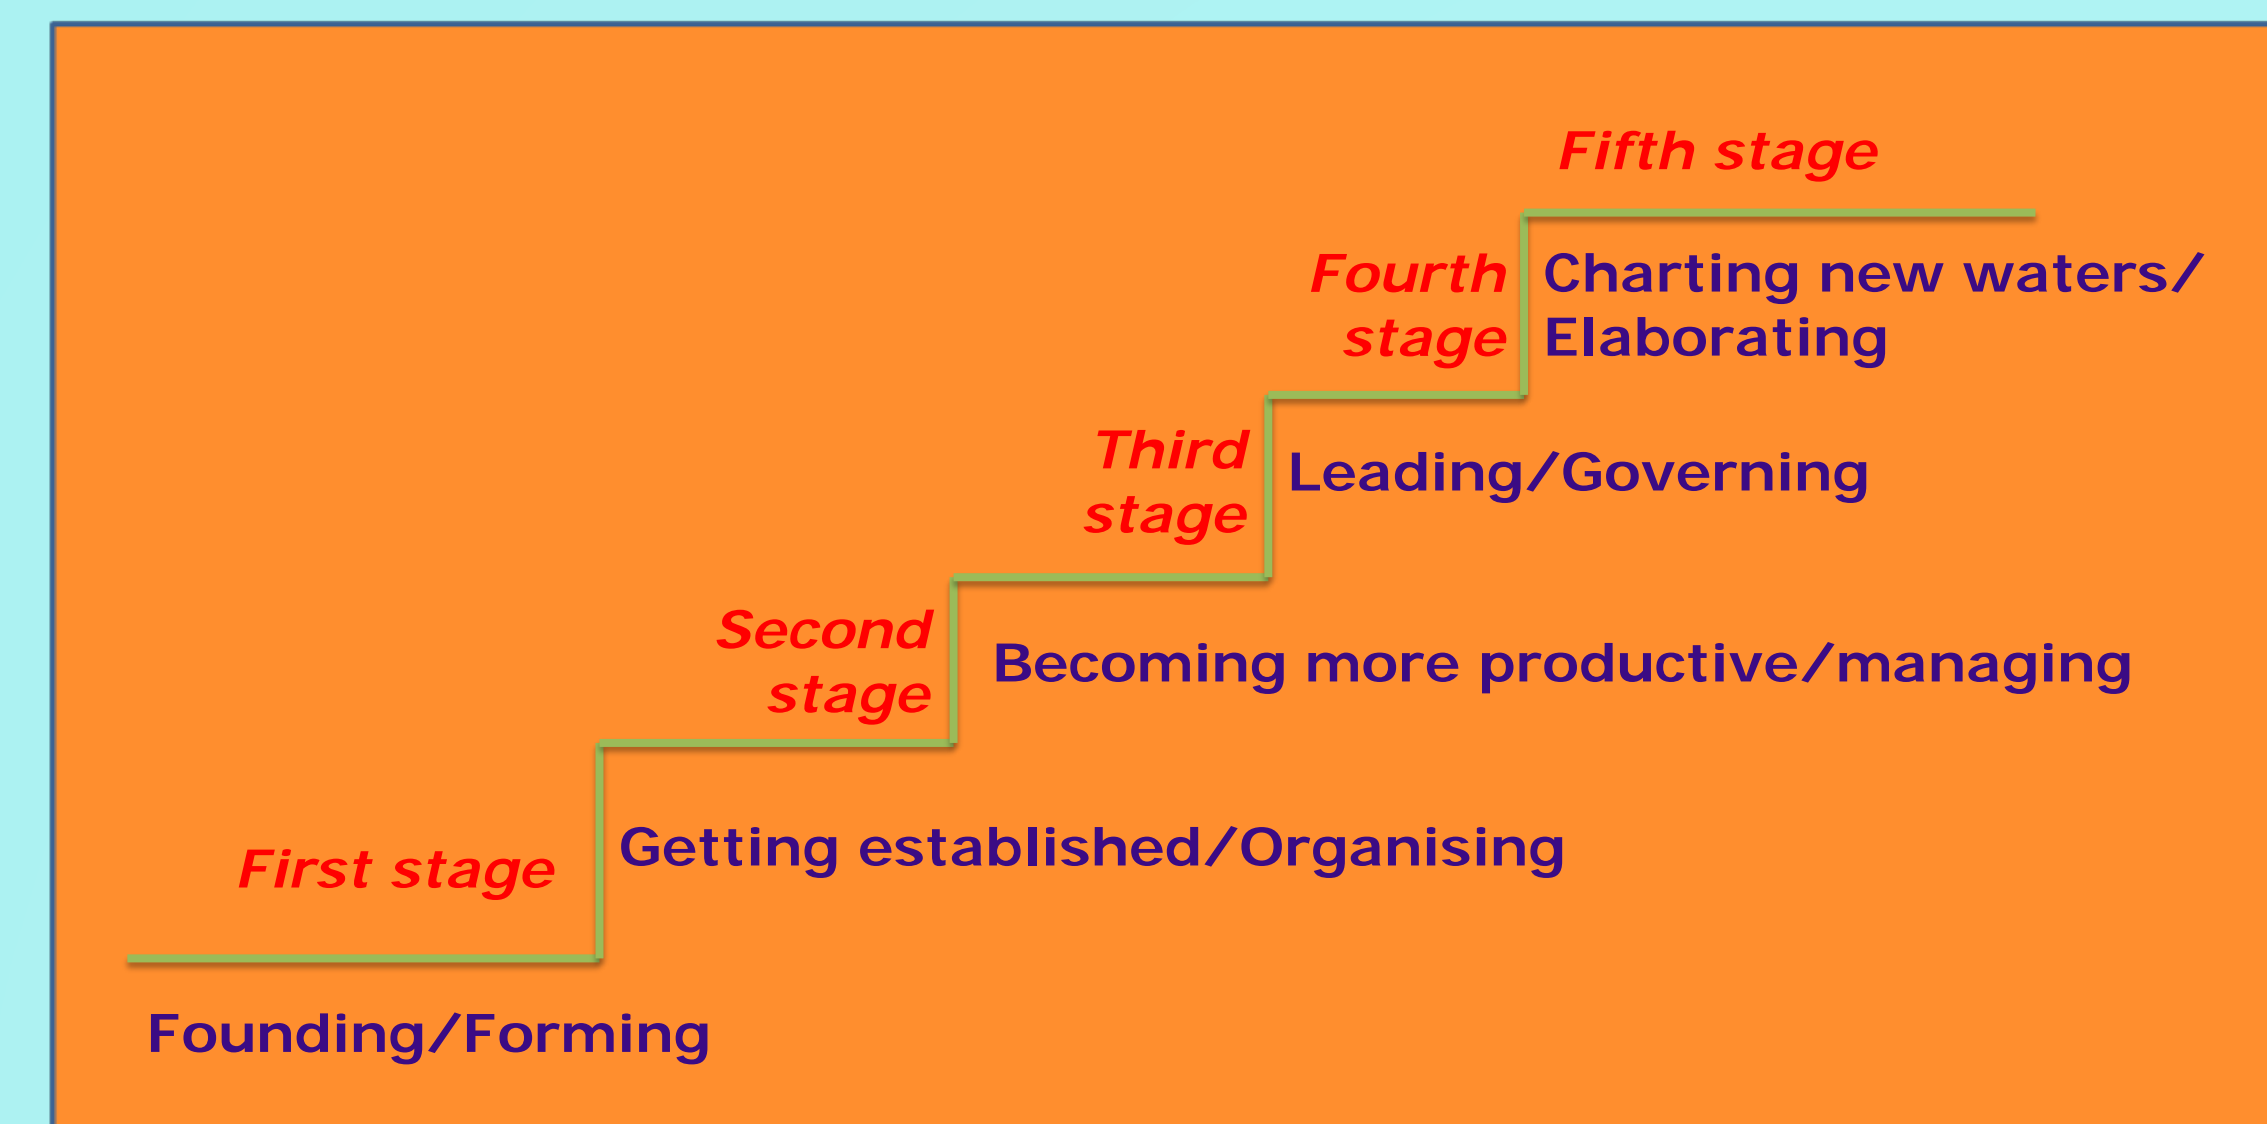 Fifth stage
Fourth
stage
Charting new waters/
Elaborating
Third
stage
Leading/Governing
Second
stage
Becoming more productive/managing
First stage
Getting established/Organising
Founding/Forming